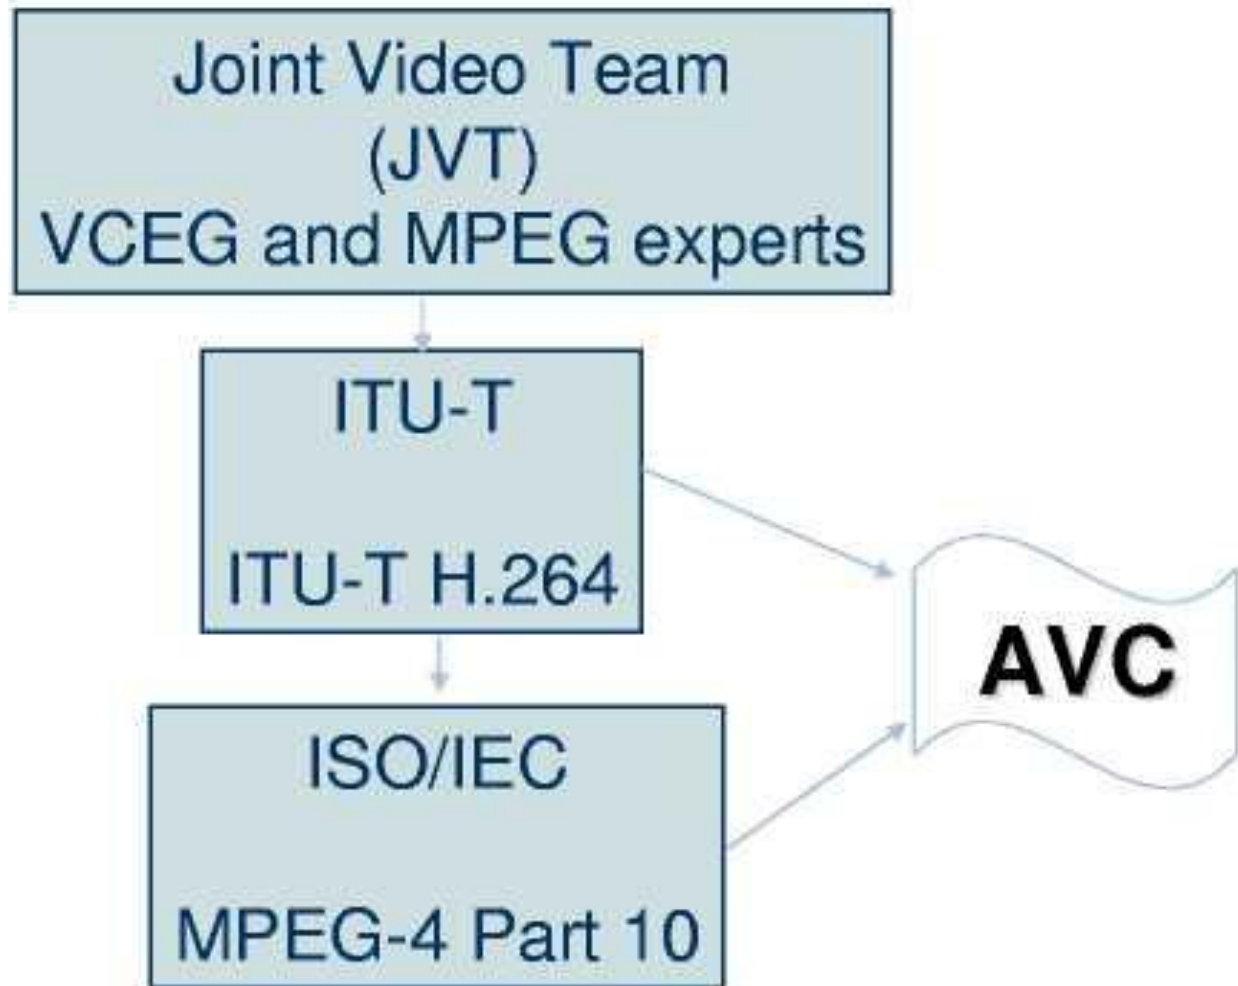 Joint Video Team
(JVT)
VCEG and MPEG experts
ITU-T
ITU-T H.264
AVC
ISO/IEC
MPEG-4 Part 10